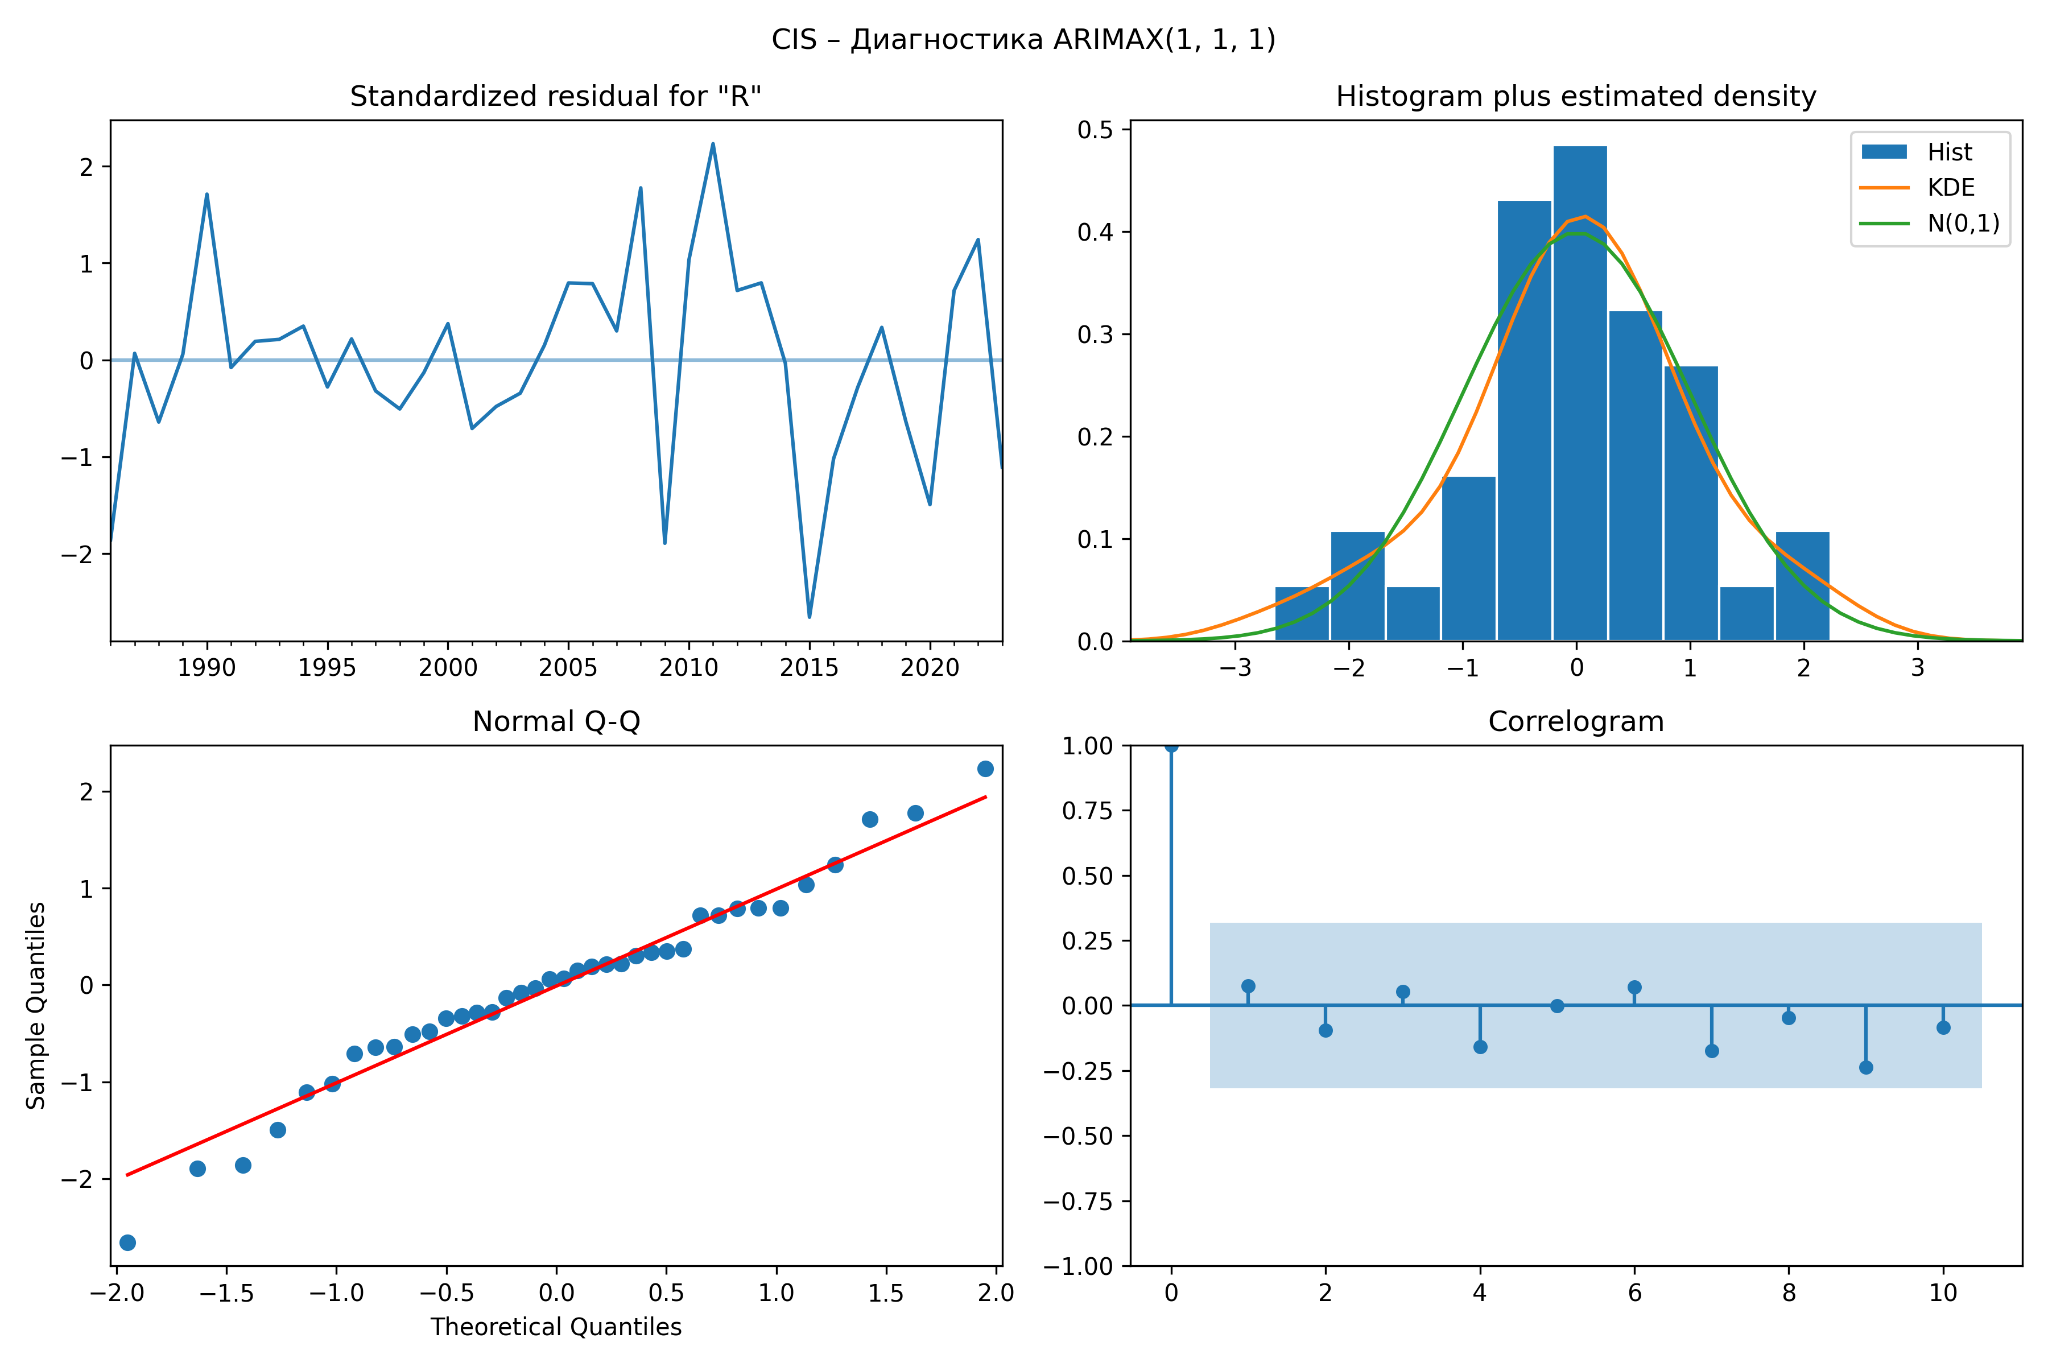 CIS – Диагностика ARIMAX(1, 1, 1)
Standardized residual for "R"
2
1
0
−1
−2
1990 1995 2000 2005 2010 2015 2020
Histogram plus estimated density
0.5
0.4
0.3
0.2
0.1
0.0
Hist
KDE
N(0,1)
−3 −2 −1 0 1 2 3
Normal Q-Q
Sample Quantiles
2
1
0
−1
−2
−2.0 −1.5 −1.0 −0.5 0.0 0.5 1.0 1.5 2.0
Theoretical Quantiles
Correlogram
1.00
0.75
0.50
0.25
0.00
−0.25
−0.50
−0.75
−1.00
0 2 4 6 8 10